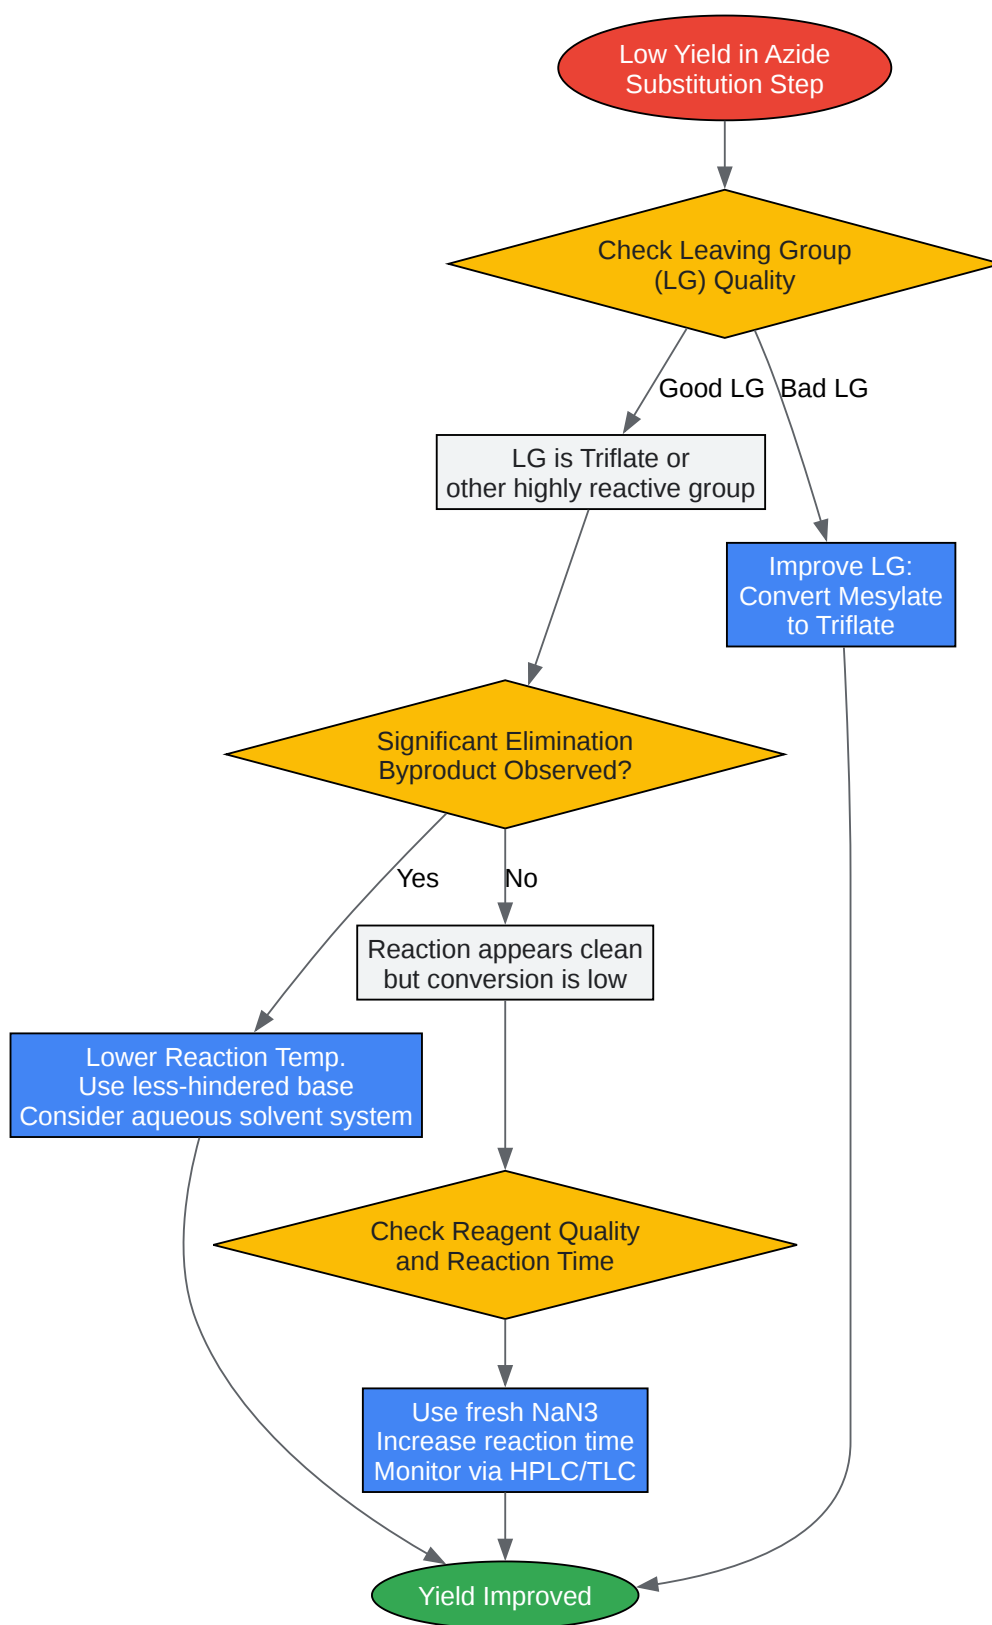 Low Yield in Azide
Substitution Step
Check Leaving Group
(LG) Quality
Good LG
Bad LG
LG is Triflate or
other highly reactive group
Improve LG:
Convert Mesylate
to Triflate
Significant Elimination
Byproduct Observed?
Yes
No
Reaction appears clean
but conversion is low
Lower Reaction Temp.
Use less-hindered base
Consider aqueous solvent system
Check Reagent Quality
and Reaction Time
Use fresh NaN3
Increase reaction time
Monitor via HPLC/TLC
Yield Improved